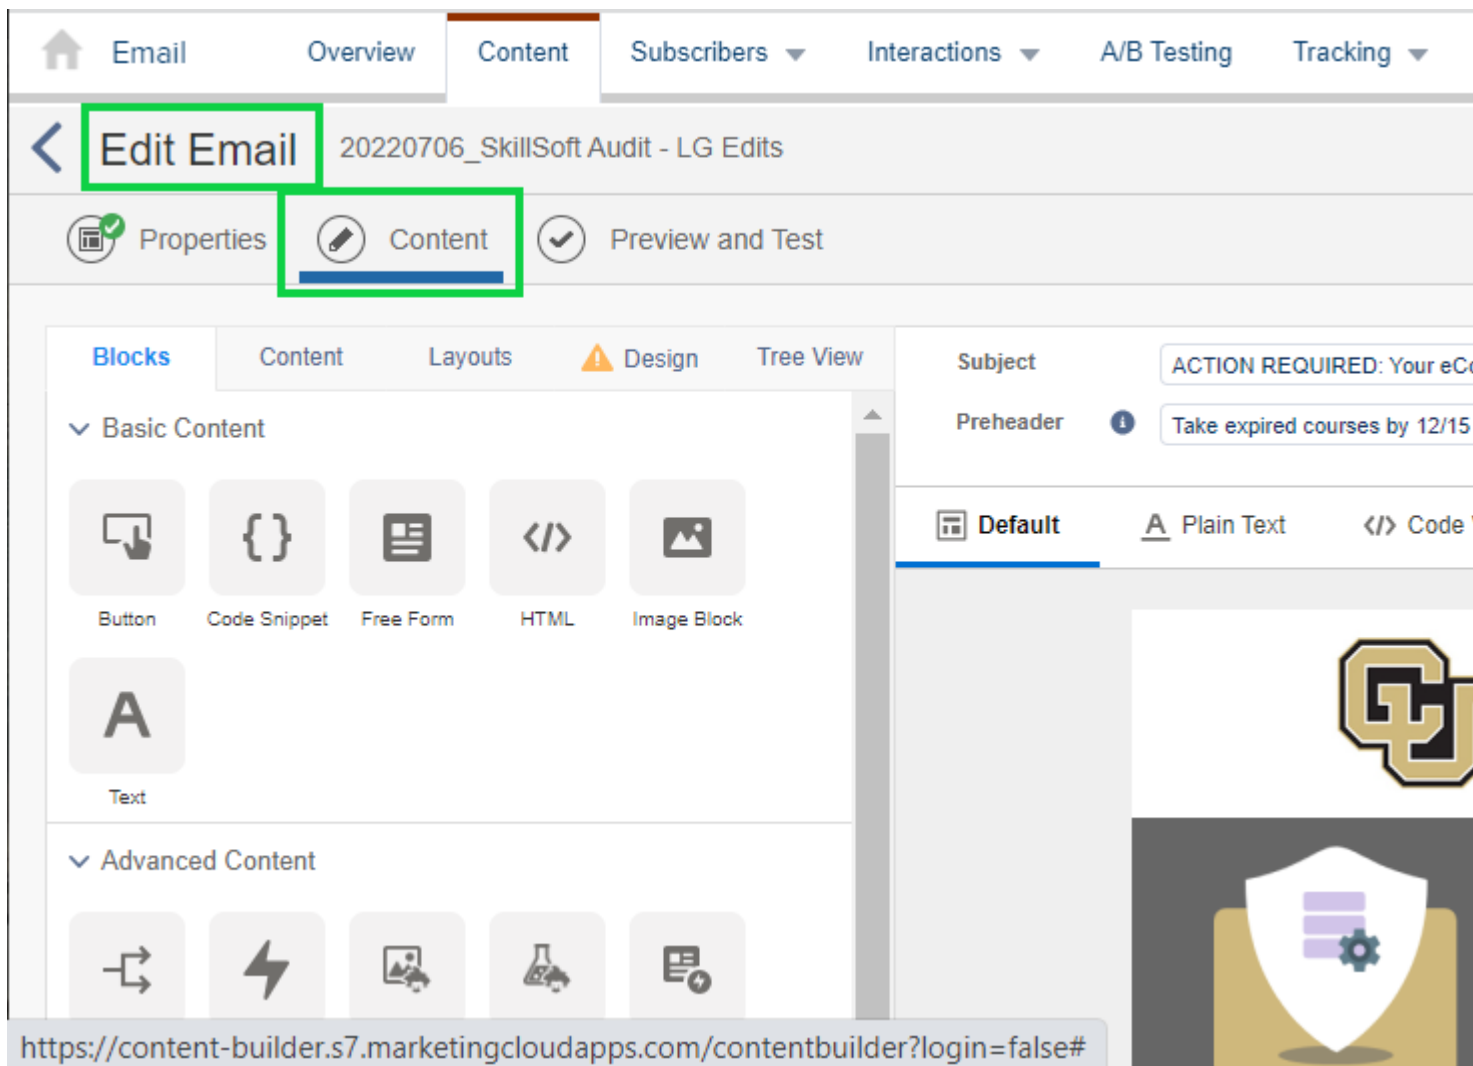 Email Overview Content Subscribers Interactions A/B Testing Tracking
Edit Email 20220706_SkillSoft Audit - LG Edits
Properties Content Preview and Test
Blocks Content Layouts Design Tree View
Subject ACTION REQUIRED: Your
Preheader Take expired courses by 12/15
Basic Content
Default Plain Text Code
Button Code Snippet Free Form HTML Image Block
Text
CU
Advanced Content
https://content-builder.s7.marketingcloudapps.com/contentbuilder?login=false#